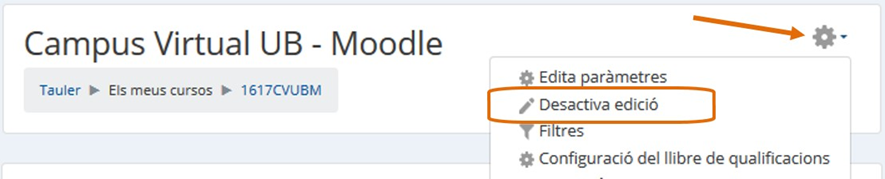 Campus Virtual UB - Moodle
Tauler ▶ Els meus cursos ▶ 1617CVUBM
Edita paràmetres
Desactiva edició
Filtres
Configuració del llibre de qualificacions